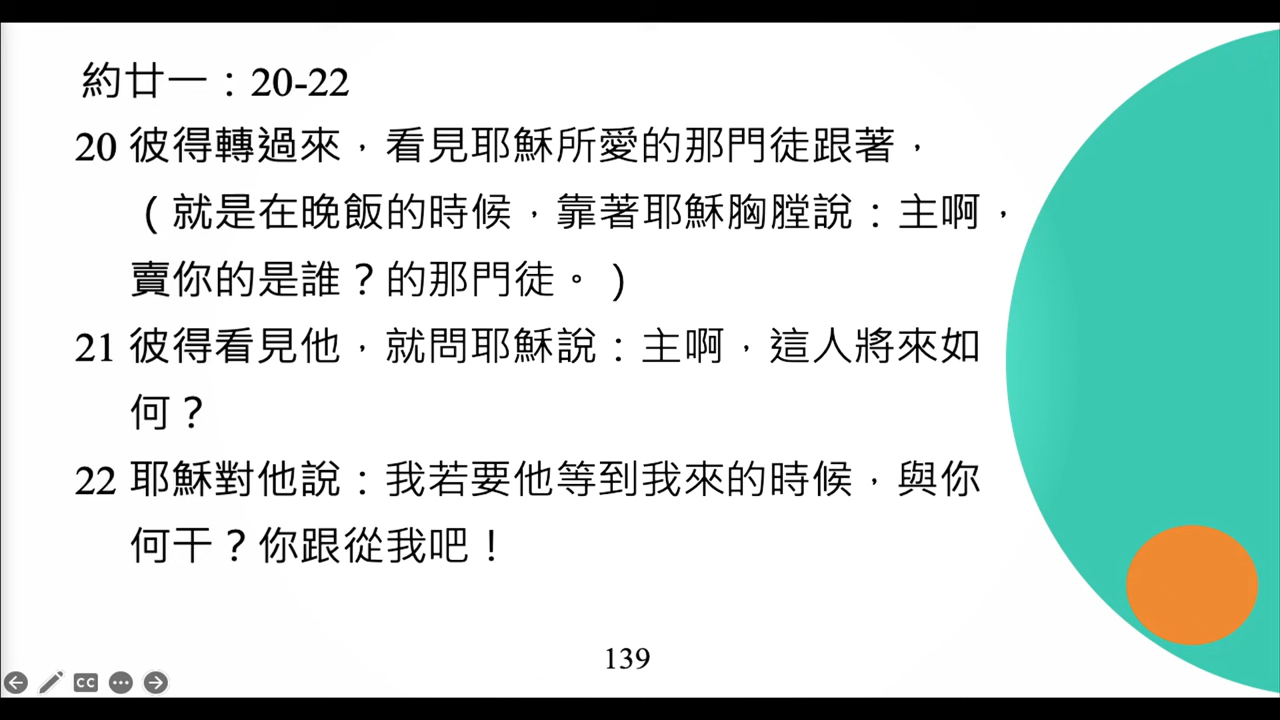 約廿一：20-22
20 彼得轉過來，看見耶穌所愛的那門徒跟著，
（就是在晚飯的時候，靠著耶穌胸膛說：主啊，
賣你的是誰？的那門徒。）
21 彼得看見他，就問耶穌說：主啊，這人將來如
何？
22 耶穌對他說：我若要他等到我來的時候，與你
何干？你跟從我吧！
139
CC